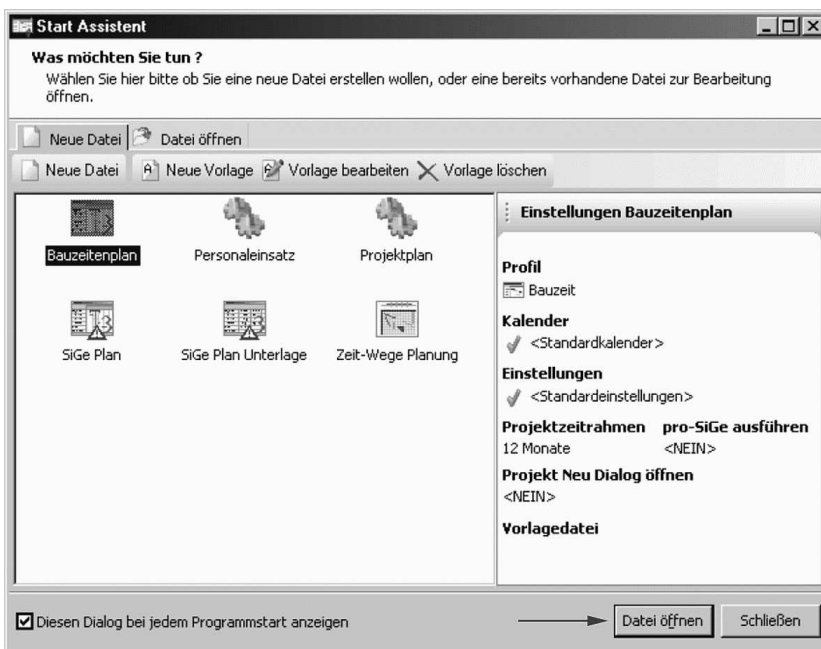 Start Assistent
Was möchten Sie tun ?
Wählen Sie hier bitte ob Sie eine neue Datei erstellen wollen, oder eine bereits vorhandene Datei zur Bearbeitung
öffnen.
Neue Datei Datei öffnen
Neue Datei Neue Vorlage Vorlage bearbeiten Vorlage löschen
Bauzeitenplan Personaleinsatz Projektplan
SiGe Plan SiGe Plan Unterlage Zeit-Wege Planung
Einstellungen Bauzeitenplan
Profil
Bauzeit
Kalender
<Standardkalender>
Einstellungen
<Standardeinstellungen>
Projektzeitrahmen pro-SiGe ausführen
12 Monate <NEIN>
Projekt Neu Dialog öffnen
<NEIN>
Vorlagedatei
Diesen Dialog bei jedem Programmstart anzeigen
Datei öffnen Schließen